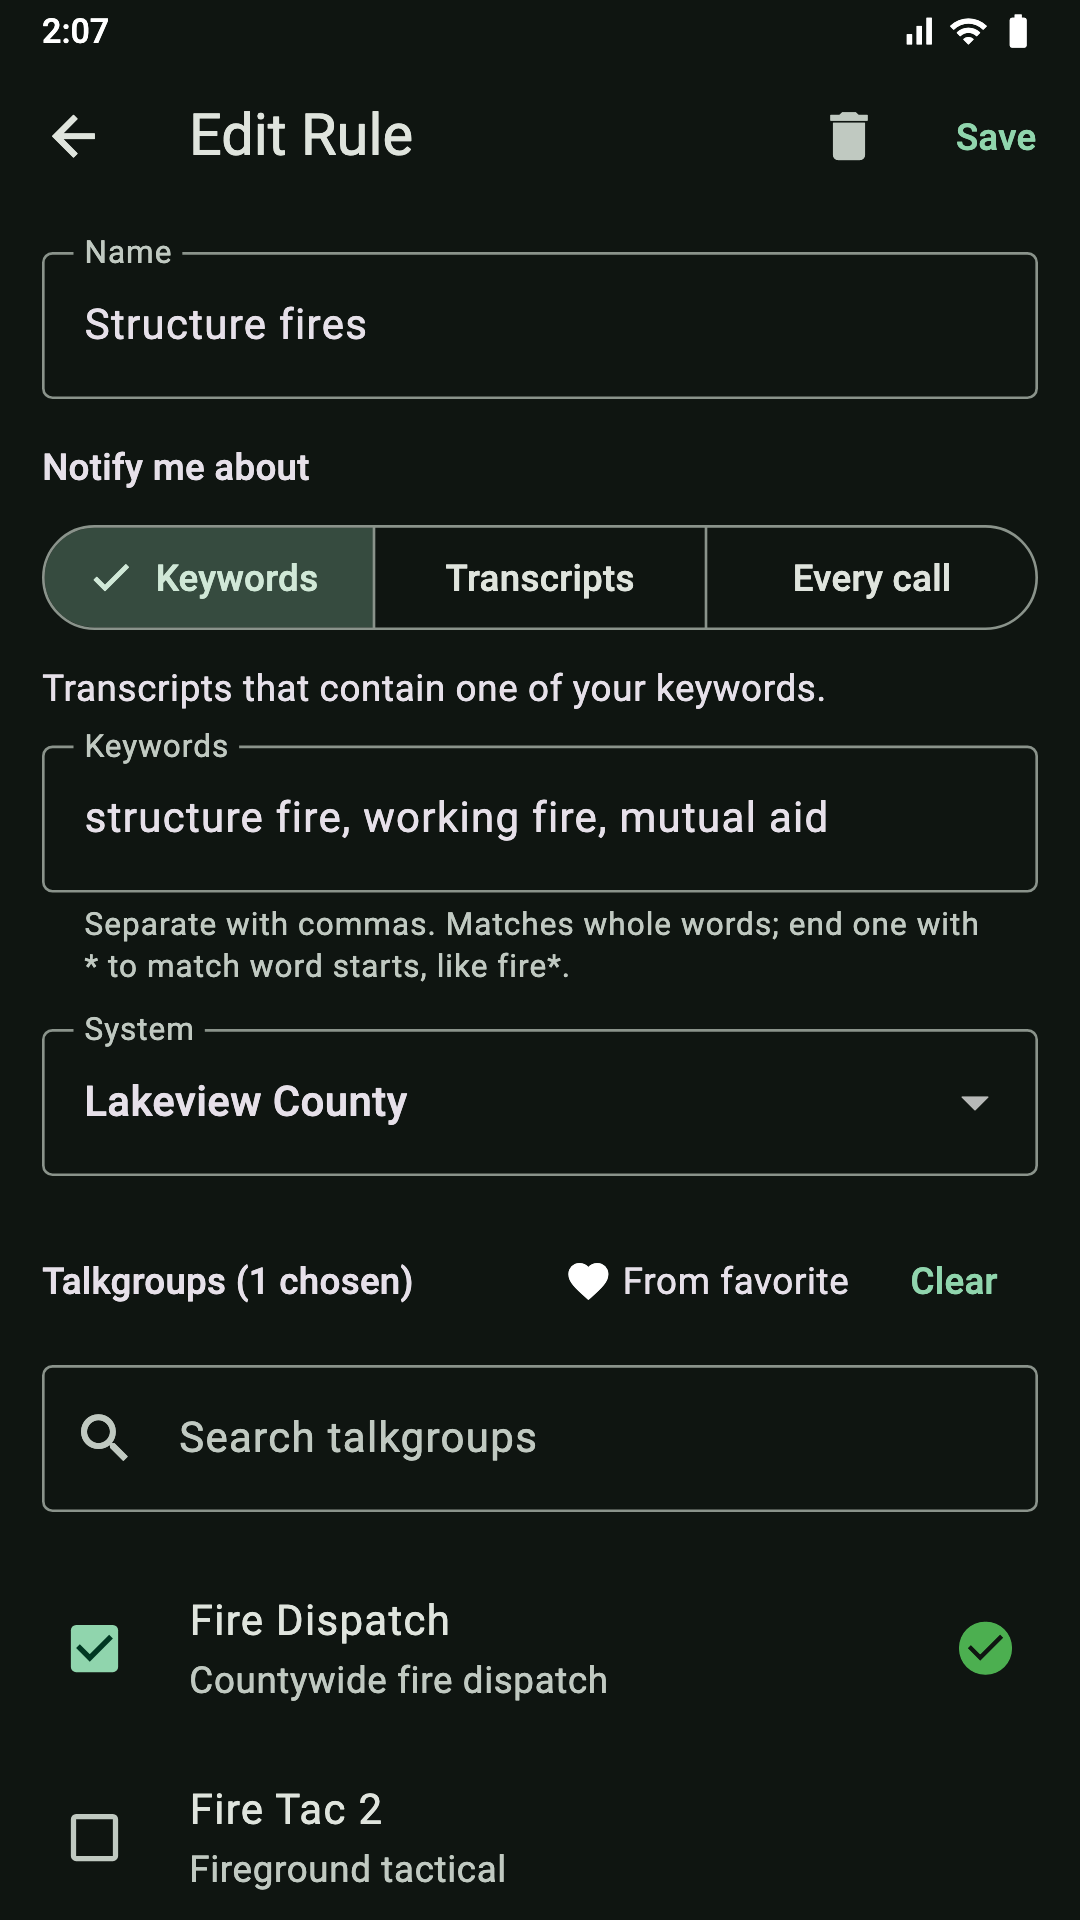 2:07
Edit Rule
Save
Name
Structure fires
Notify me about
Keywords
Transcripts
Every call
Transcripts that contain one of your keywords.
Keywords
structure fire, working fire, mutual aid
Separate with commas. Matches whole words; end one with
* to match word starts, like fire*.
System
Lakeview County
Talkgroups (1 chosen)
From favorite
Clear
Search talkgroups
Fire Dispatch
Countywide fire dispatch
Fire Tac 2
Fireground tactical